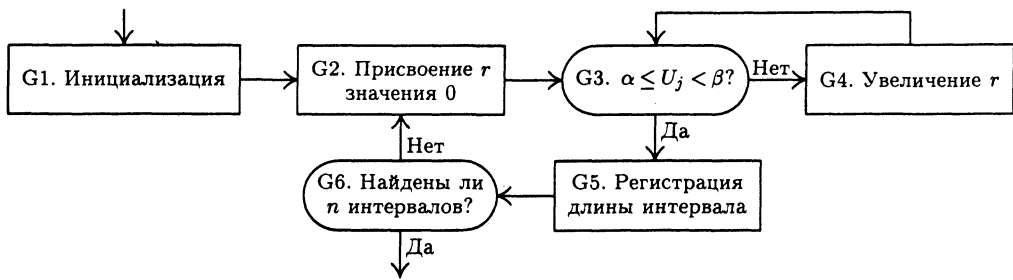 G1. Инициализация
G2. Присвоение r
значения 0
G3. α ≤ U_j < β?
Нет
G4. Увеличение r
Да
Нет
G6. Найдены ли
n интервалов?
G5. Регистрация
длины интервала
Да